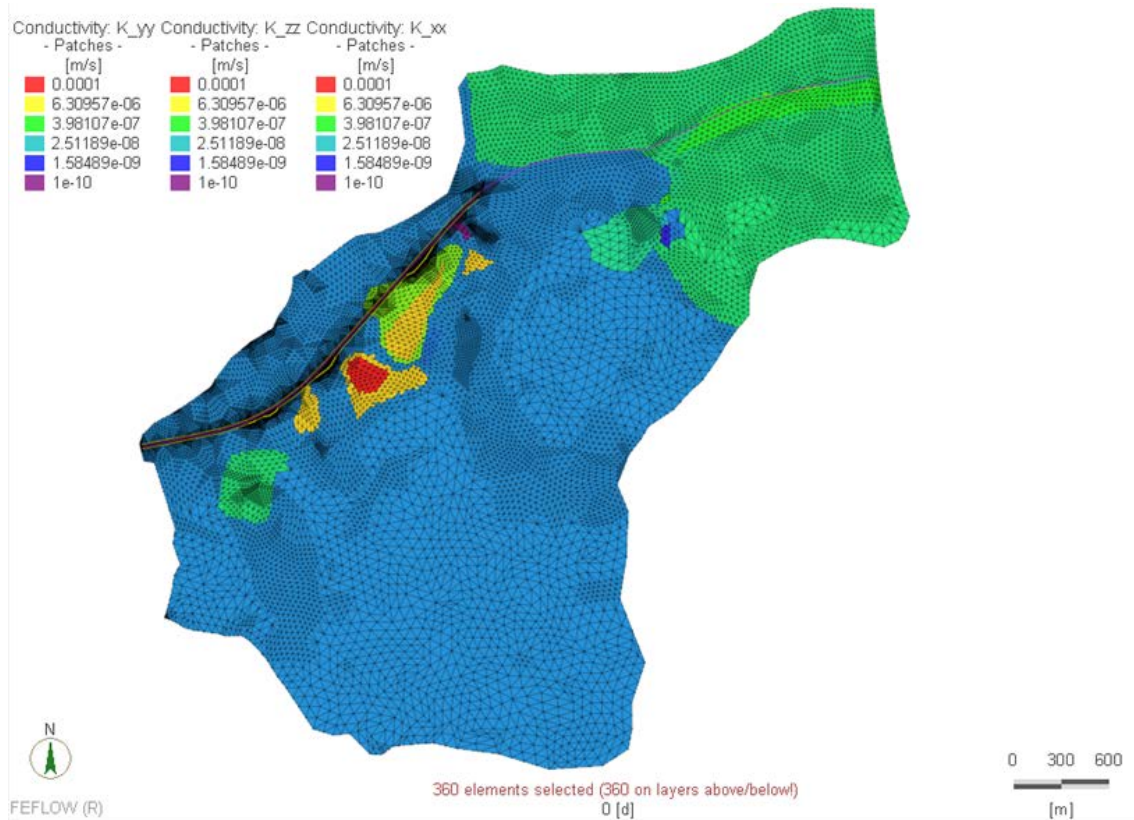 Conductivity: K_yy Conductivity: K_zz Conductivity: K_xx
- Patches - - Patches - - Patches -
[m/s] [m/s] [m/s]
0.0001 0.0001 0.0001
6.30957e-06 6.30957e-06 6.30957e-06
3.98107e-07 3.98107e-07 3.98107e-07
2.51189e-08 2.51189e-08 2.51189e-08
1.58489e-09 1.58489e-09 1.58489e-09
1e-10 1e-10 1e-10
N
0 300 600
360 elements selected (360 on layers above/below!)
FEFLOW (R) 0 [d] [m]